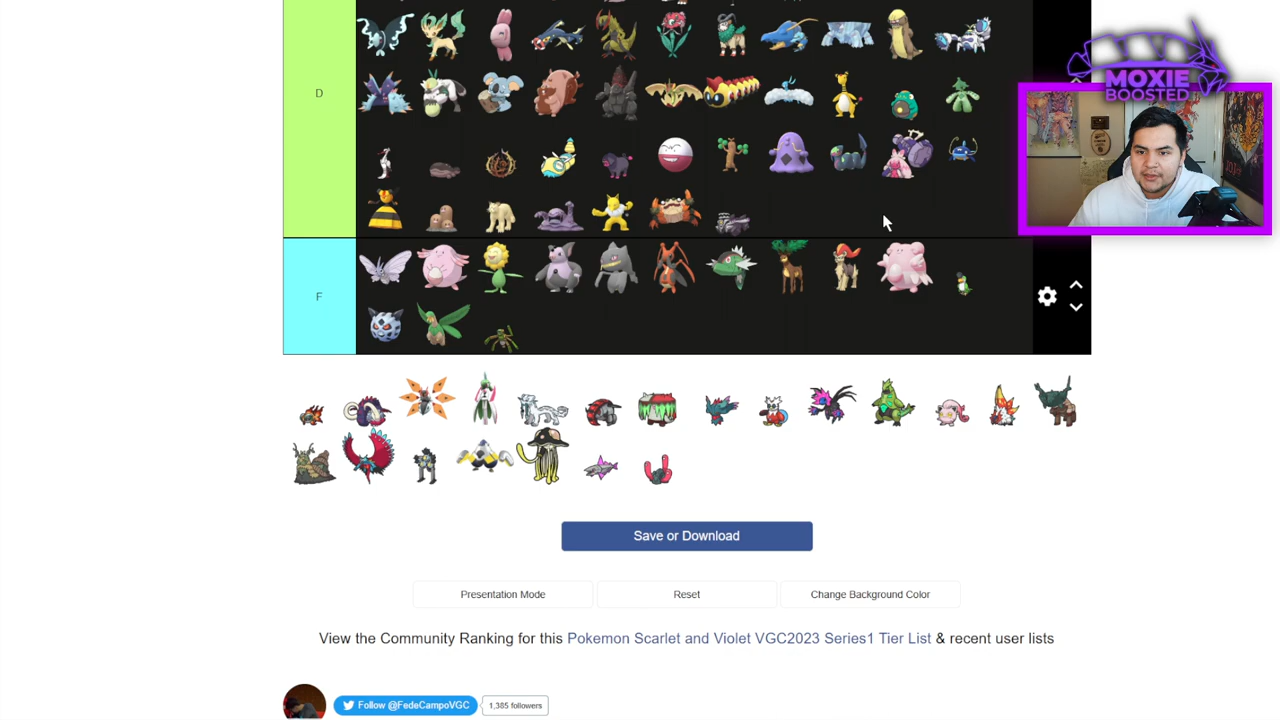 D
MOXIE
BOOSTED
F
Save or Download
Presentation Mode
Reset
Change Background Color
View the Community Ranking for this Pokemon Scarlet and Violet VGC2023 Series1 Tier List & recent user lists
Follow @FedeCampoVGC
1,385 followers